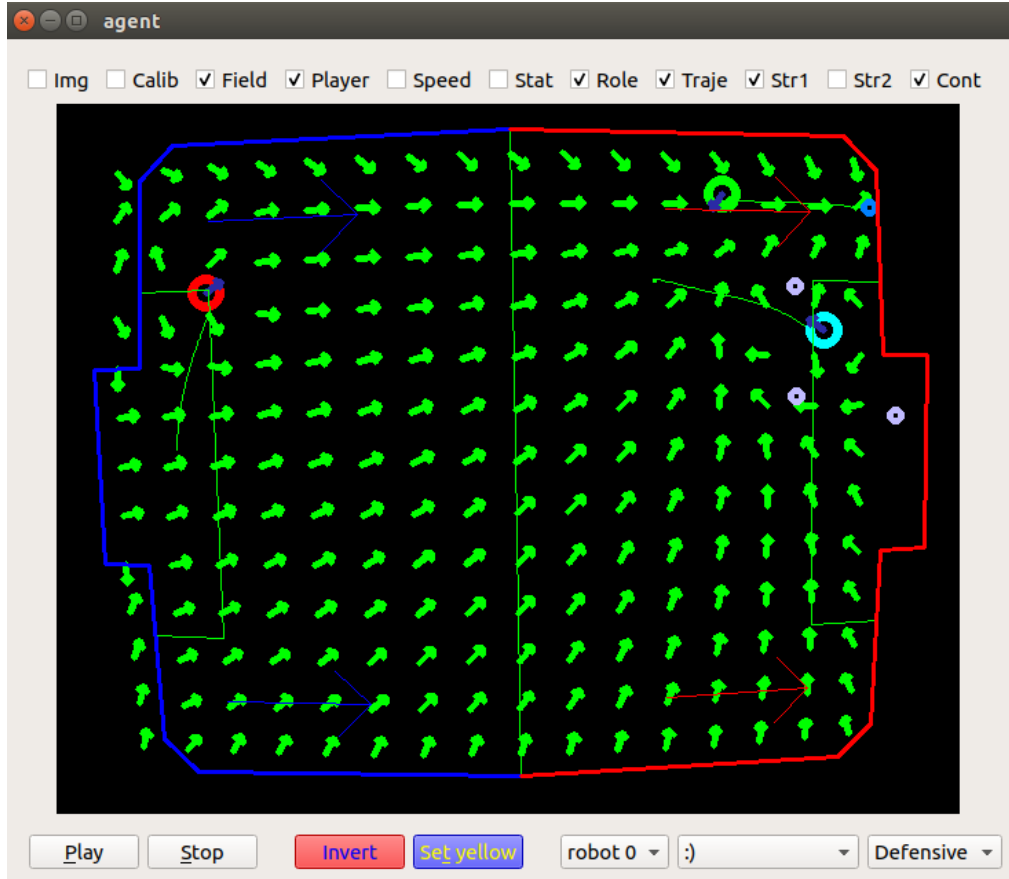 agent
Img Calib Field Player Speed Stat Role Traje Str1 Str2 Cont
Play Stop Invert Set yellow robot 0 :) Defensive